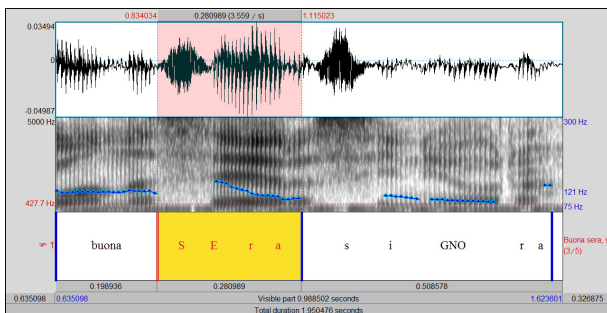 0.834034 0.280989 (3.559 / s) 1.115023
0.03494
0
-0.04987
5000 Hz 300 Hz
121 Hz
427.7 Hz 75 Hz
1 buona S E r a s i GNO r a Buona sera, s
(3/5)
0.198936 0.280989 0.508578
0.635098 0.635098 Visible part 0.988502 seconds 1.623601 0.326875
Total duration 1.950476 seconds